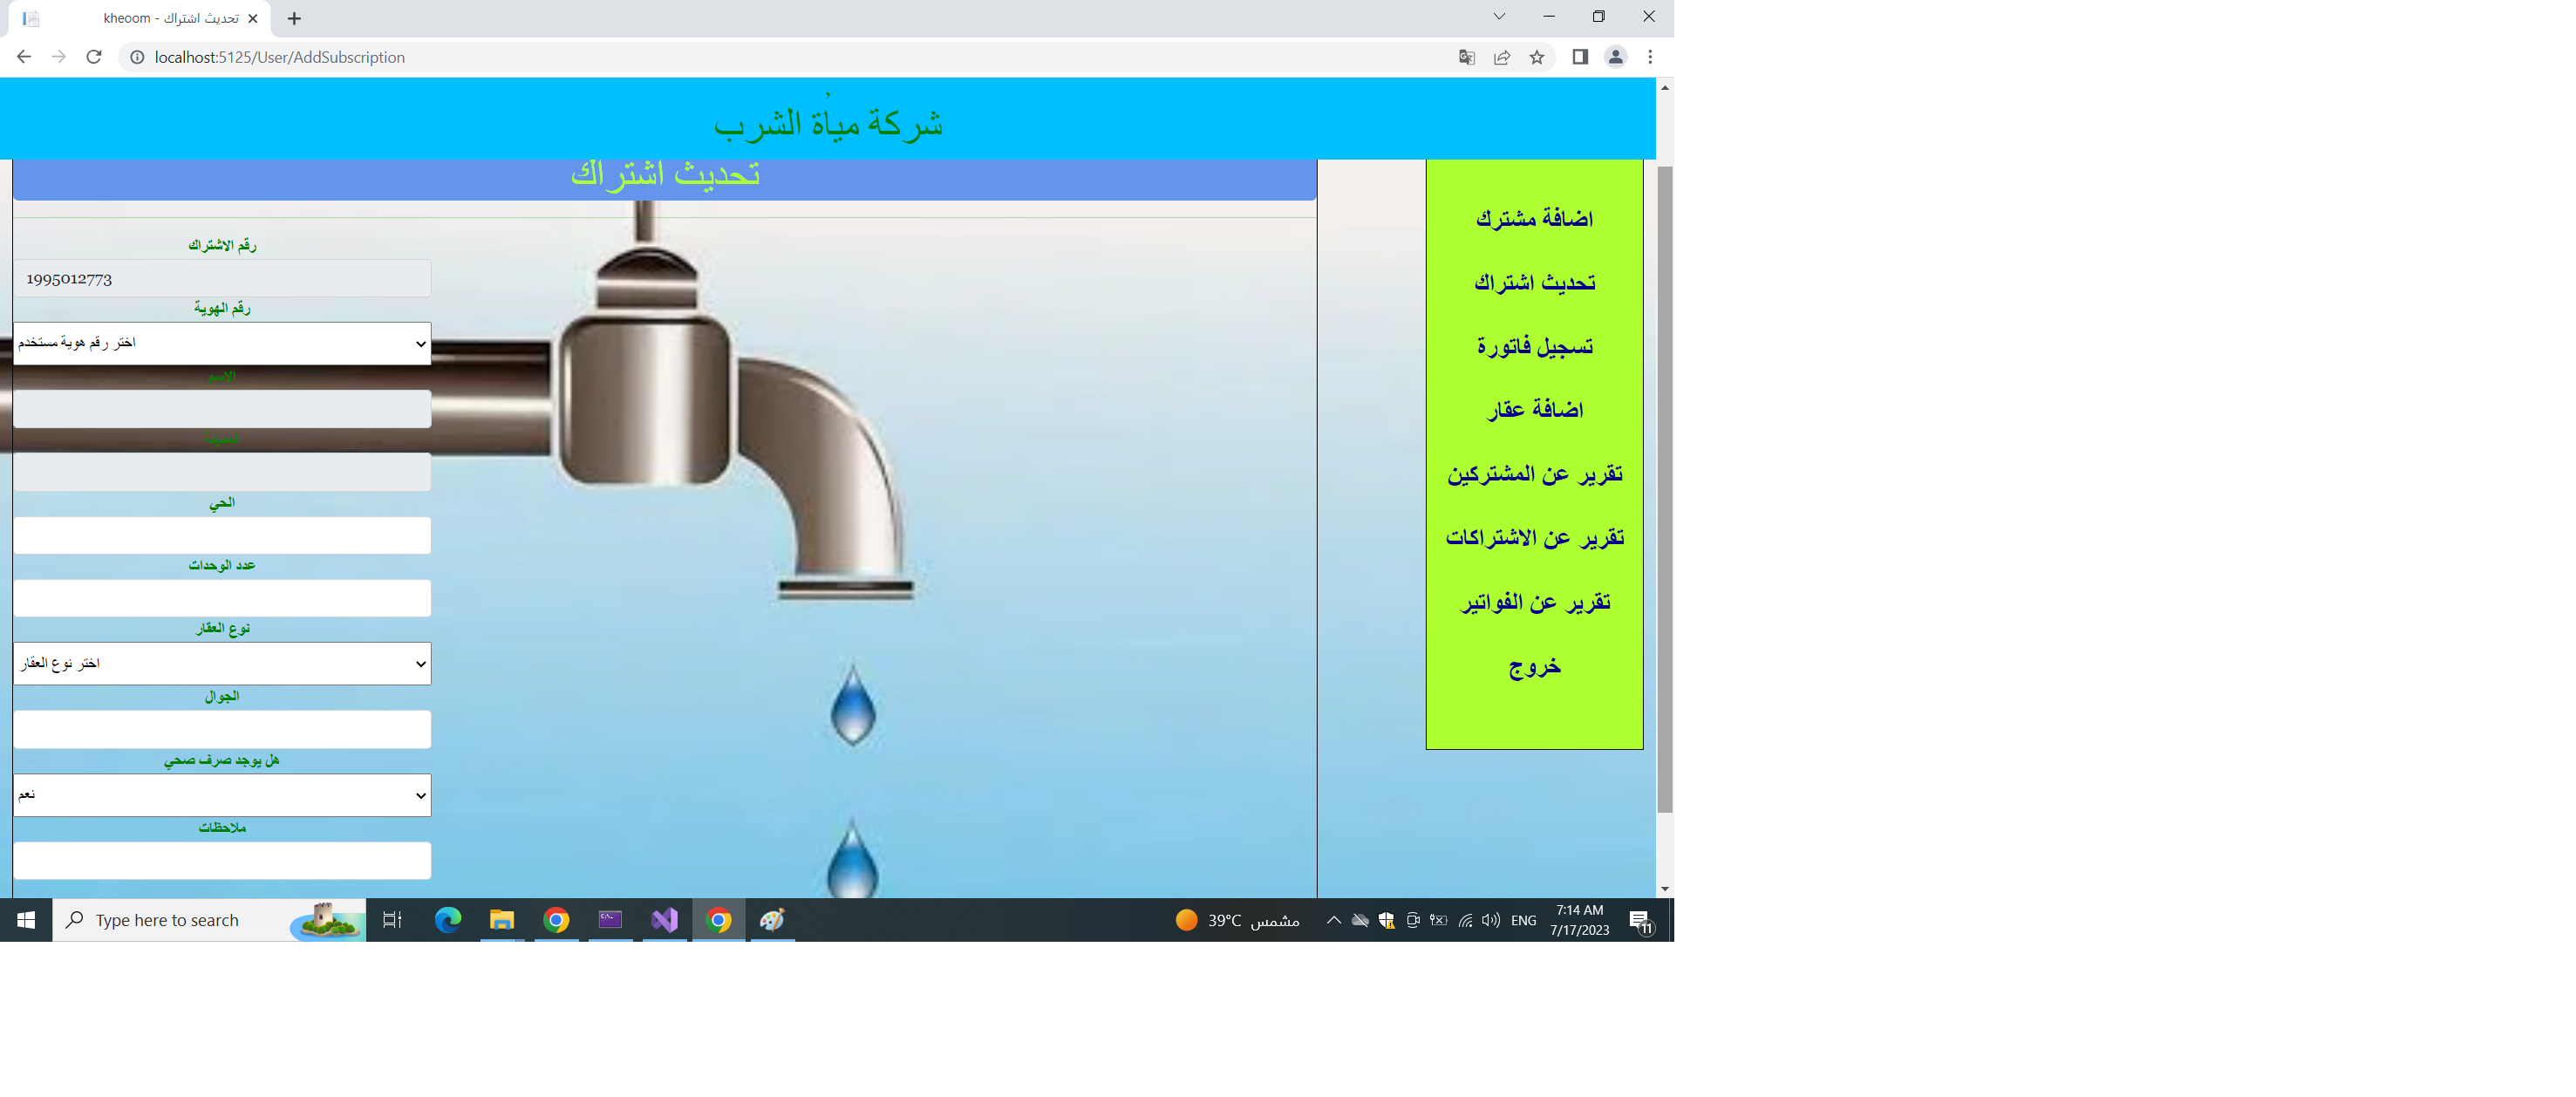 kheoom - تحديث اشتراك
localhost:5125/User/AddSubscription
شركة ميأُة الشرب
تحديث اشتراك
رقم الاشتراك
1995012773
رقم الهوية
اختر رقم هوية مستخدم
الاسم
المدينة
الحي
عدد الوحدات
نوع العقار
اختر نوع العقار
الجوال
هل يوجد صرف صحي
نعم
ملاحظات
اضافة مشترك
تحديث اشتراك
تسجيل فاتورة
اضافة عقار
تقرير عن المشتركين
تقرير عن الاشتراكات
تقرير عن الفواتير
خروج
Type here to search
39°C مشمس
ENG
7:14 AM
7/17/2023
11